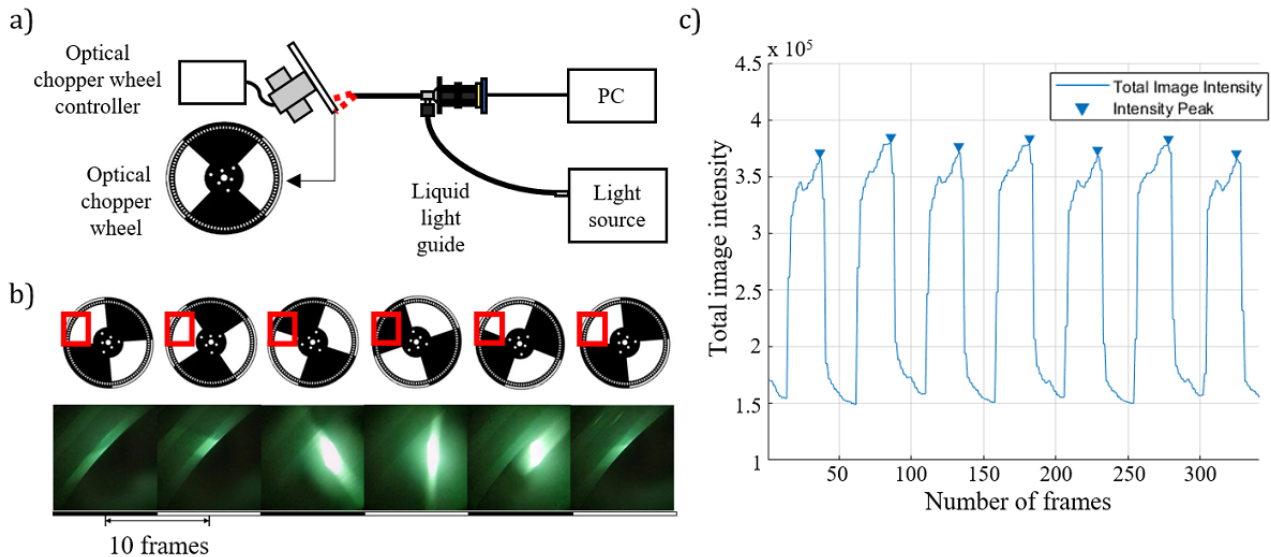 a)
Optical
chopper wheel
controller
PC
Optical
chopper
wheel
Liquid
light
guide
Light
source
b)
10 frames
c)
x 10⁵
4.5
4
3.5
3
2.5
2
1.5
1
50
100
150
200
250
300
Total image intensity
Number of frames
Total Image Intensity
Intensity Peak